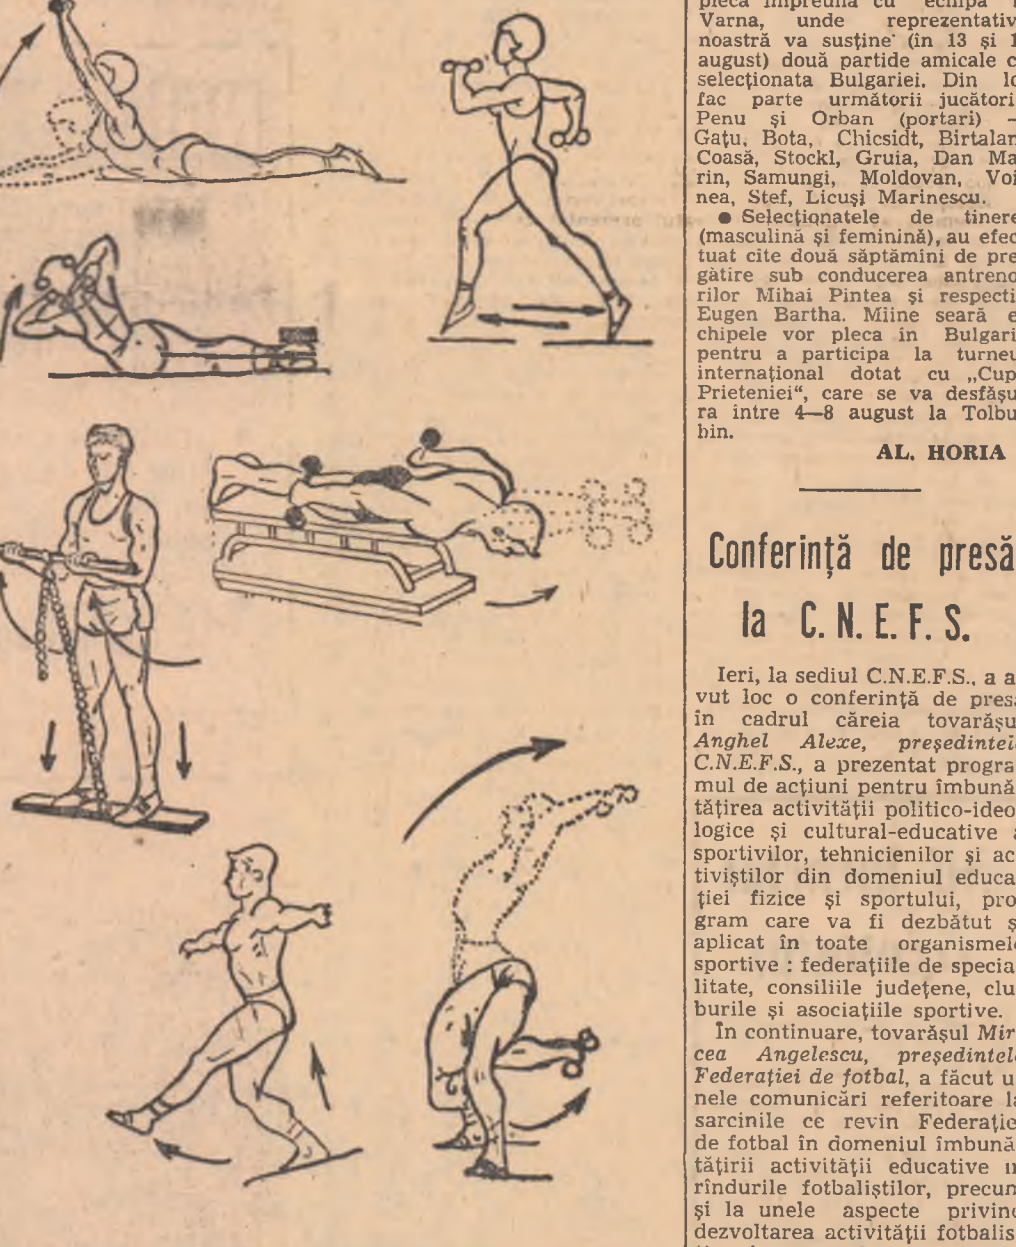 pleca împreună cu echipa
Varna, unde reprezentativ
noastră va susține (în 13 și 1
august) două partide amicale c
selecționata Bulgariei. Din lo
fac parte următorii jucători
Penu și Orban (portari) —
Gațu, Bota, Chicsidt, Birtalan
Coasă, Stockl, Gruia, Dan Ma
rin, Samungi, Moldovan, Voi
nea, Stef, Licuși Marinescu.
● Selecționatele de tinere
(masculină și feminină), au efec
tuat cite două săptămîni de pre
gătire sub conducerea antreno
rilor Mihai Pintea și respecti
Eugen Bartha. Miine seară e
chipele vor pleca în Bulgari
pentru a participa la turneu
internațional dotat cu „Cup
Prieteniei“, care se va desfășu
ra intre 4—8 august la Tolbu
hin.
AL. HORIA
Conferință de presă
la C. N. E. F. S.
Ieri, la sediul C.N.E.F.S., a a
vut loc o conferință de presă
în cadrul căreia tovarășu
Anghel Alexe, președintele
C.N.E.F.S., a prezentat progra
mul de acțiuni pentru îmbună
tățirea activității politico-ideo
logice și cultural-educative a
sportivilor, tehnicienilor și ac
tiviștilor din domeniul educa
ției fizice și sportului, pro
gram care va fi dezbătut ș
aplicat în toate organismele
sportive : federațiile de specia
litate, consiliile județene, clu
burile și asociațiile sportive.
În continuare, tovarășul Mir
cea Angelescu, președintele
Federației de fotbal, a făcut u
nele comunicări referitoare la
sarcinile ce revin Federație
de fotbal în domeniul îmbună
tățirii activității educative în
rîndurile fotbaliștilor, precum
și la unele aspecte privind
dezvoltarea activității fotbalis